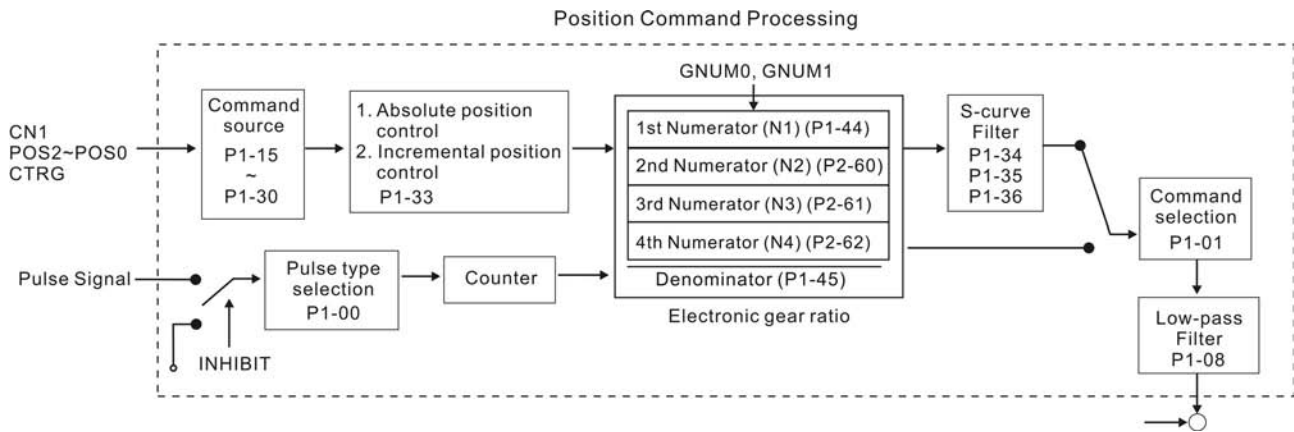 Position Command Processing
GNUM0, GNUM1
CN1
POS2~POS0
CTRG
Command
source
P1-15
~
P1-30
1. Absolute position
control
2. Incremental position
control
P1-33
1st Numerator (N1) (P1-44)
2nd Numerator (N2) (P2-60)
3rd Numerator (N3) (P2-61)
4th Numerator (N4) (P2-62)
Denominator (P1-45)
Electronic gear ratio
S-curve
Filter
P1-34
P1-35
P1-36
Command
selection
P1-01
Pulse Signal
Pulse type
selection
P1-00
Counter
INHIBIT
Low-pass
Filter
P1-08